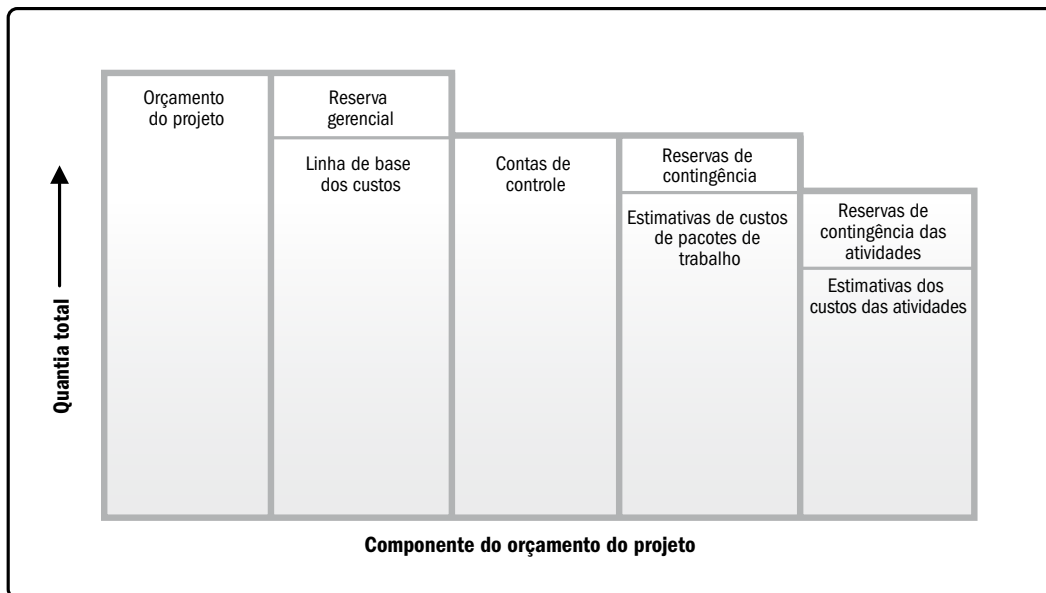 Orçamento
do projeto
Reserva
gerencial
Linha de base
dos custos
Contas de
controle
Reservas de
contingência
Estimativas de custos
de pacotes de
trabalho
Reservas de
contingência das
atividades
Estimativas dos
custos das atividades
Quantia total
Componente do orçamento do projeto